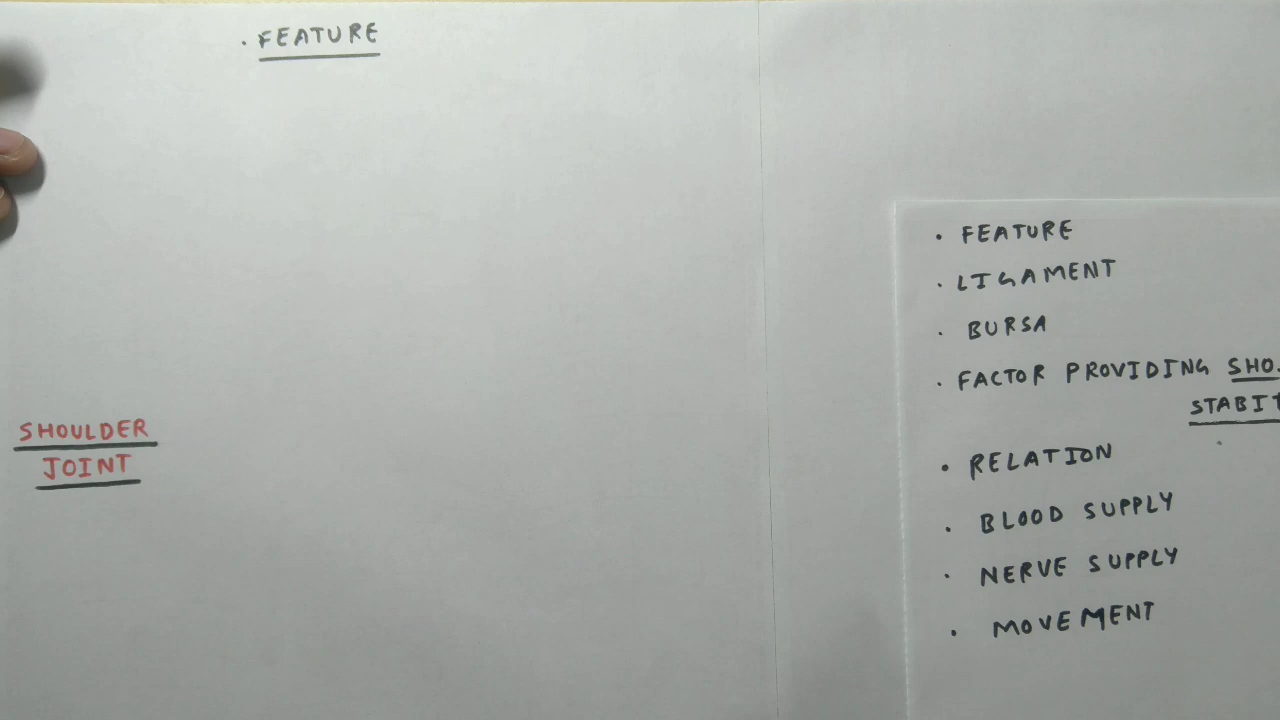 . FEATURE
SHOULDER
JOINT
. FEATURE
. LIGAMENT
. BURSA
. FACTOR PROVIDING
. RELATION
. BLOOD SUPPLY
. NERVE SUPPLY
. MOVEMENT